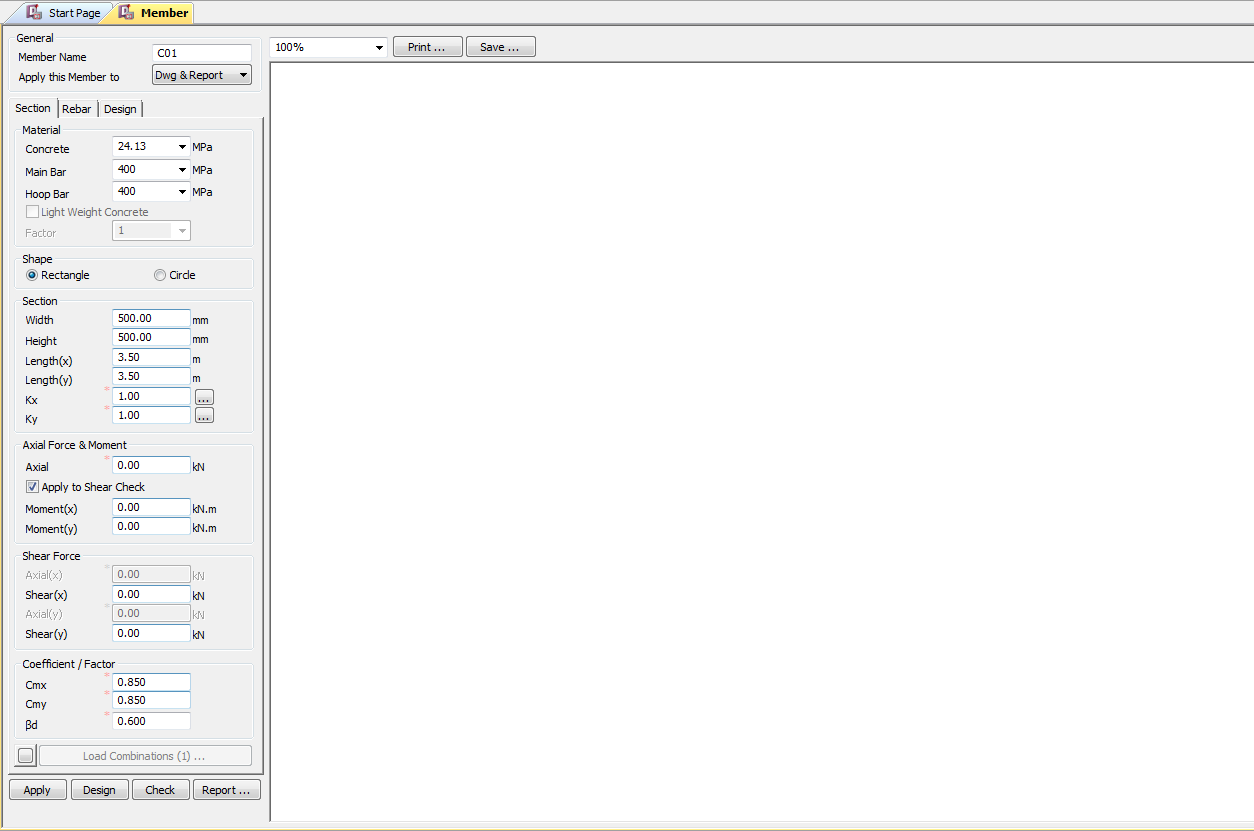 Start Page Member
General
Member Name C01
Apply this Member to Dwg & Report
100% Print ... Save ...
Section Rebar Design
Material
Concrete 24.13 MPa
Main Bar 400 MPa
Hoop Bar 400 MPa
Light Weight Concrete
Factor 1
Shape
Rectangle Circle
Section
Width 500.00 mm
Height 500.00 mm
Length(x) 3.50 m
Length(y) 3.50 m
Kx * 1.00 ...
Ky * 1.00 ...
Axial Force & Moment
Axial * 0.00 kN
Apply to Shear Check
Moment(x) 0.00 kN.m
Moment(y) 0.00 kN.m
Shear Force
Axial(x) * 0.00 kN
Shear(x) 0.00 kN
Axial(y) * 0.00 kN
Shear(y) 0.00 kN
Coefficient / Factor
Cmx * 0.850
Cmy * 0.850
βd * 0.600
Load Combinations (1) ...
Apply Design Check Report ...